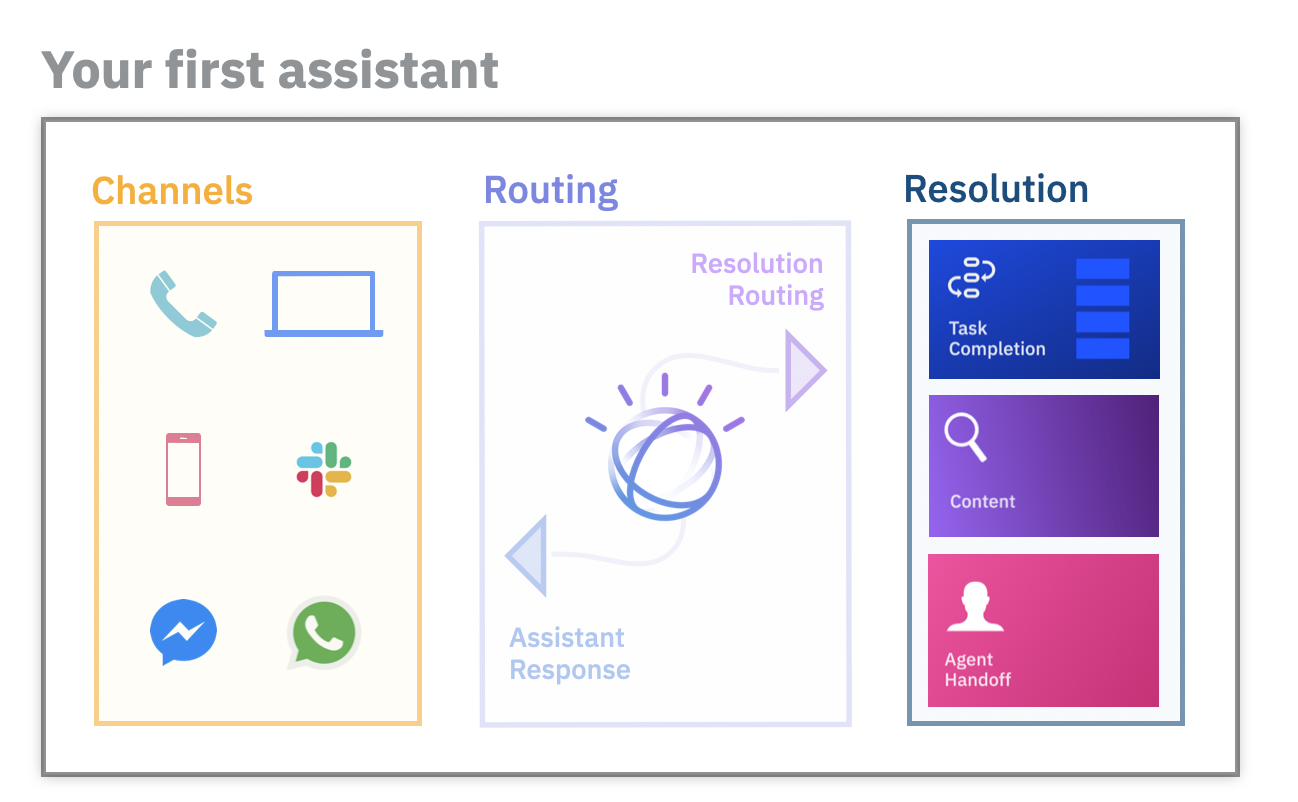 Your first assistant
Channels
Routing
Resolution
Routing
Assistant
Response
Resolution
Task
Completion
Content
Agent
Handoff